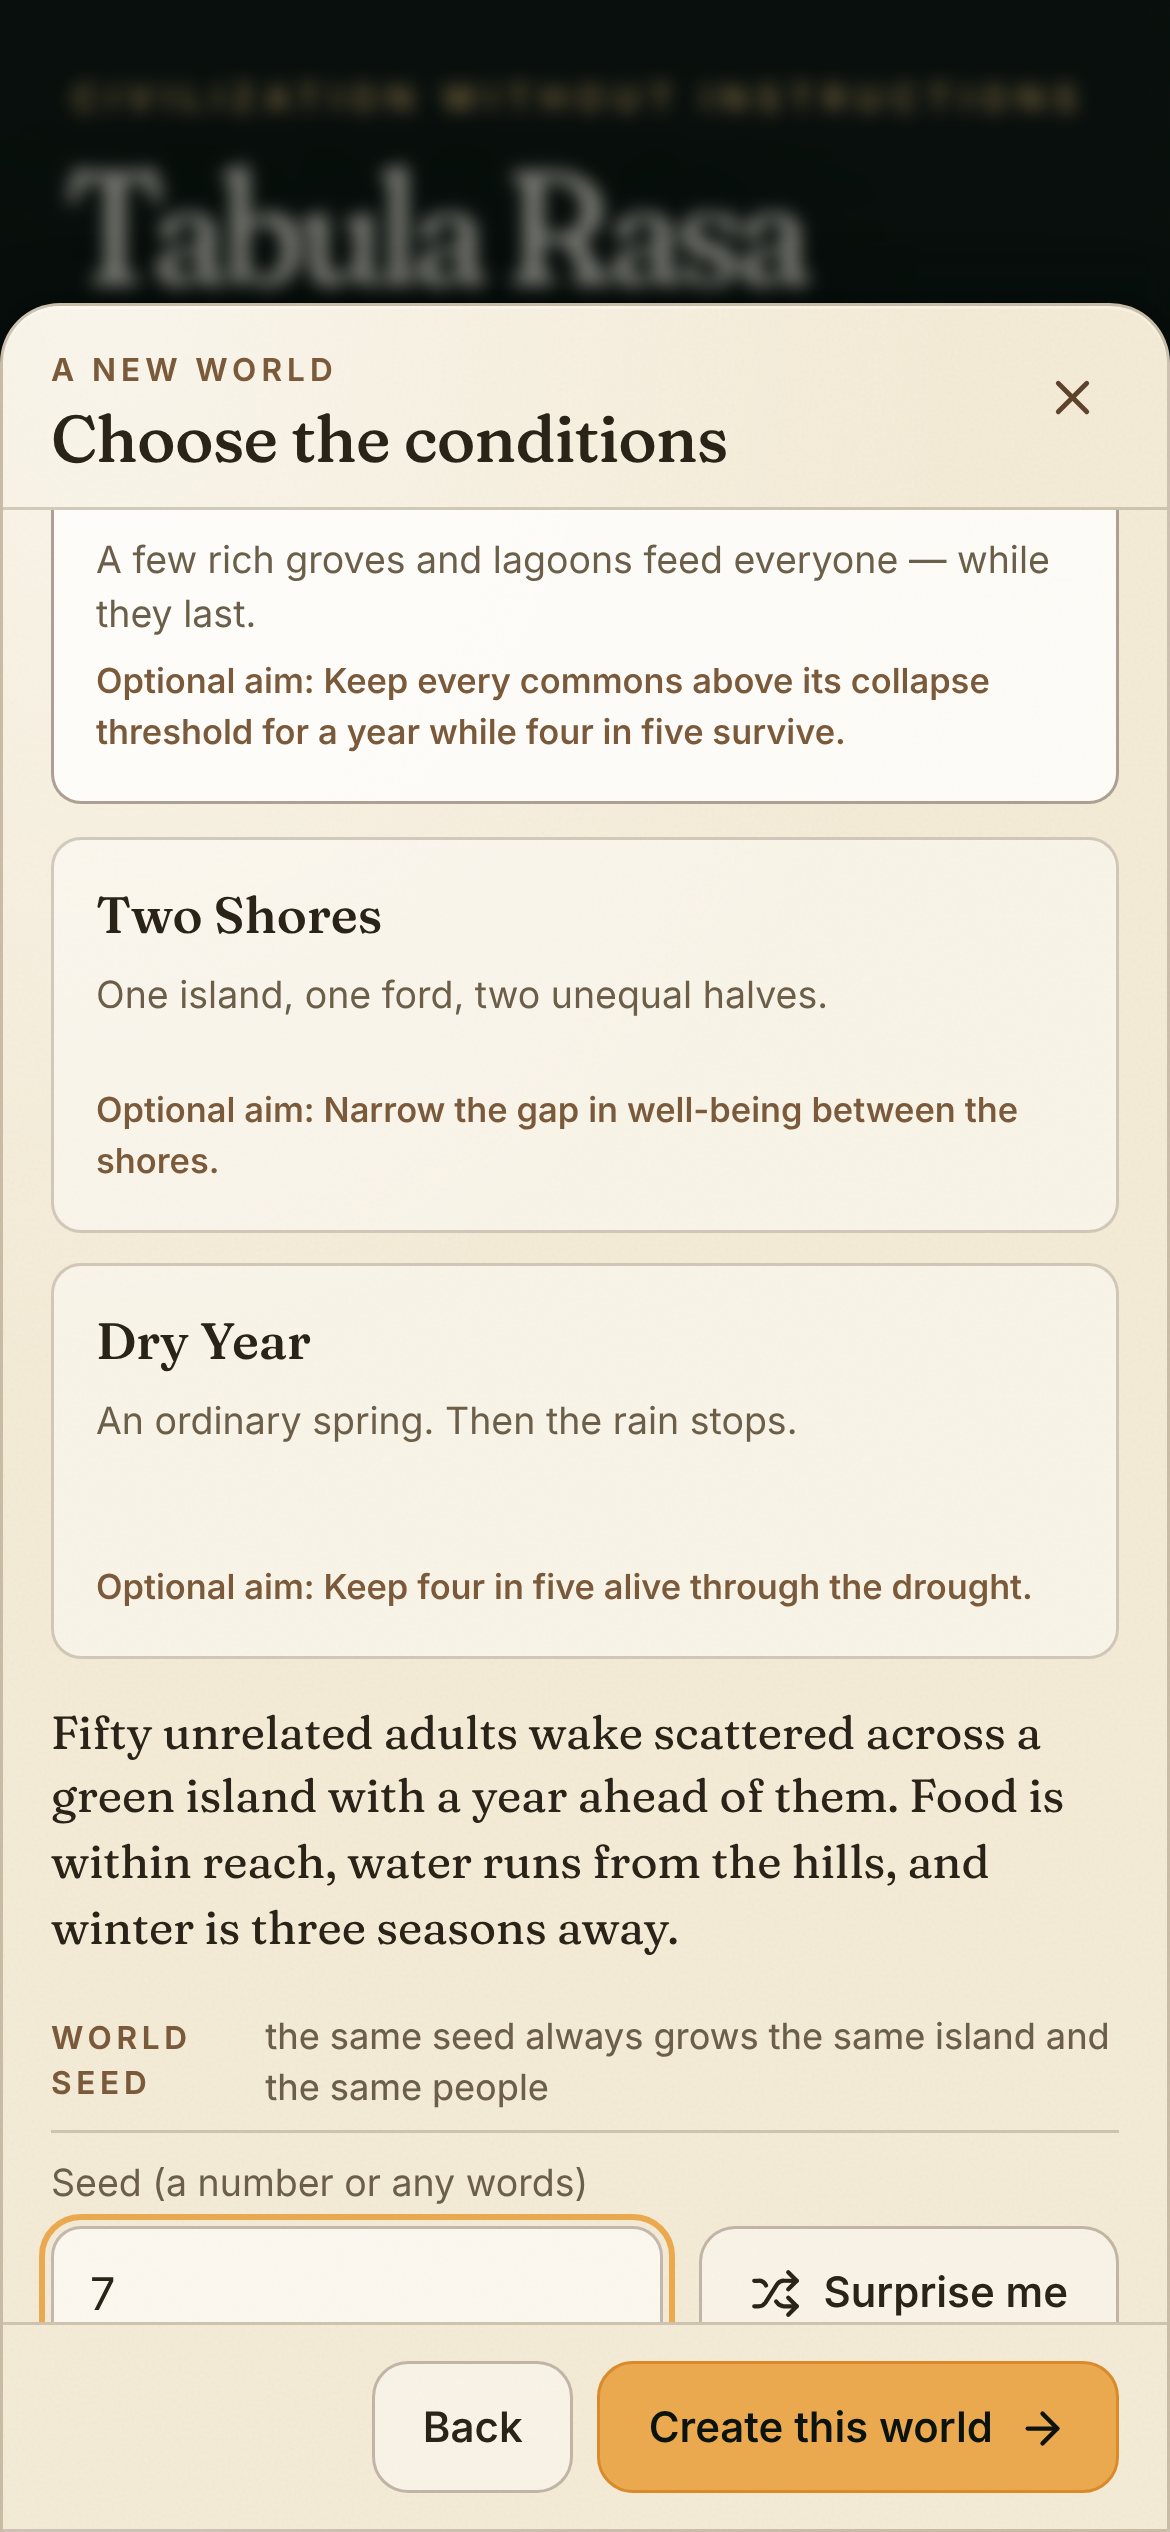 CIVILIZATION WITHOUT INSTRUCTIONS
Tabula Rasa
A NEW WORLD
Choose the conditions
A few rich groves and lagoons feed everyone — while
they last.
Optional aim: Keep every commons above its collapse
threshold for a year while four in five survive.
Two Shores
One island, one ford, two unequal halves.
Optional aim: Narrow the gap in well-being between the
shores.
Dry Year
An ordinary spring. Then the rain stops.
Optional aim: Keep four in five alive through the drought.
Fifty unrelated adults wake scattered across a
green island with a year ahead of them. Food is
within reach, water runs from the hills, and
winter is three seasons away.
WORLD
SEED
the same seed always grows the same island and
the same people
Seed (a number or any words)
7
Surprise me
Back
Create this world